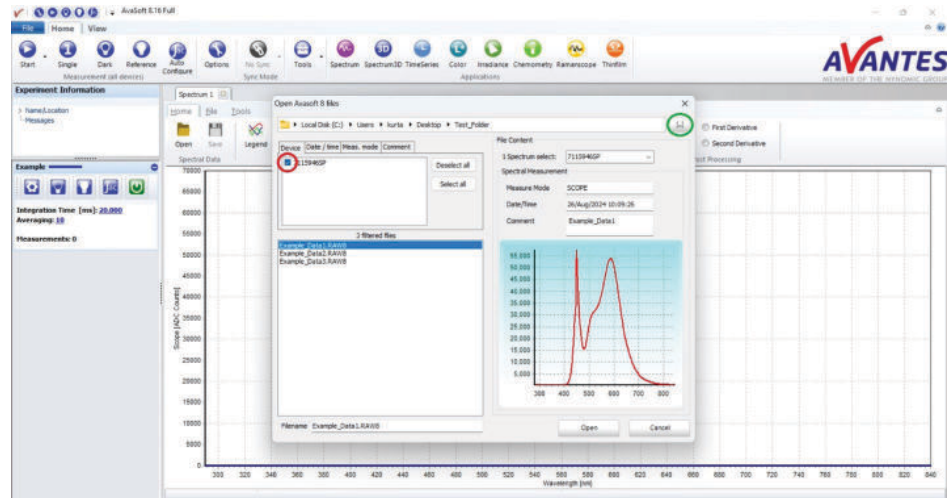 AvaSoft 8.16 Full
File Home View
Start Single Dark Reference Auto Configure Options No Sync Tools Spectrum Spectrum3D TimeSeries Color Irradiance Chemometry Ramanscope Thinfilm
Measurement (all devices) Sync Mode Applications
AVANTES
MEMBER OF THE NYNOMIC GROUP
Experiment Information
Name/Location
Messages
Example
Integration Time [ms]: 20.000
Averaging: 10
Measurements: 0
Spectrum 1
Home File Tools
Open Save Legend
Spectral Data
First Derivative
Second Derivative
Post Processing
Open Avasoft 8 files
Local Disk (C:) Users kurta Desktop Test_Folder
Device Date / time Meas. mode Comment
7115946SP
Deselect all
Select all
3 filtered files
Example_Data1.RAW8
Example_Data2.RAW8
Example_Data3.RAW8
Filename Example_Data1.RAW8
File Content
1 Spectrum select: 7115946SP
Spectral Measurement
Measure Mode SCOPE
Date/Time 26/Aug/2024 10:09:26
Comment Example_Data1
55,000
50,000
45,000
40,000
35,000
30,000
25,000
20,000
15,000
10,000
5,000
300 400 500 600 700 800
Open Cancel
Scope [ADC Counts]
70000
65000
60000
55000
50000
45000
40000
35000
30000
25000
20000
15000
10000
5000
0
300 320 340 360 380 400 420 440 460 480 500 520 540 560 580 600 620 640 660 680 700 720 740 760 780 800 820 840
Wavelength [nm]